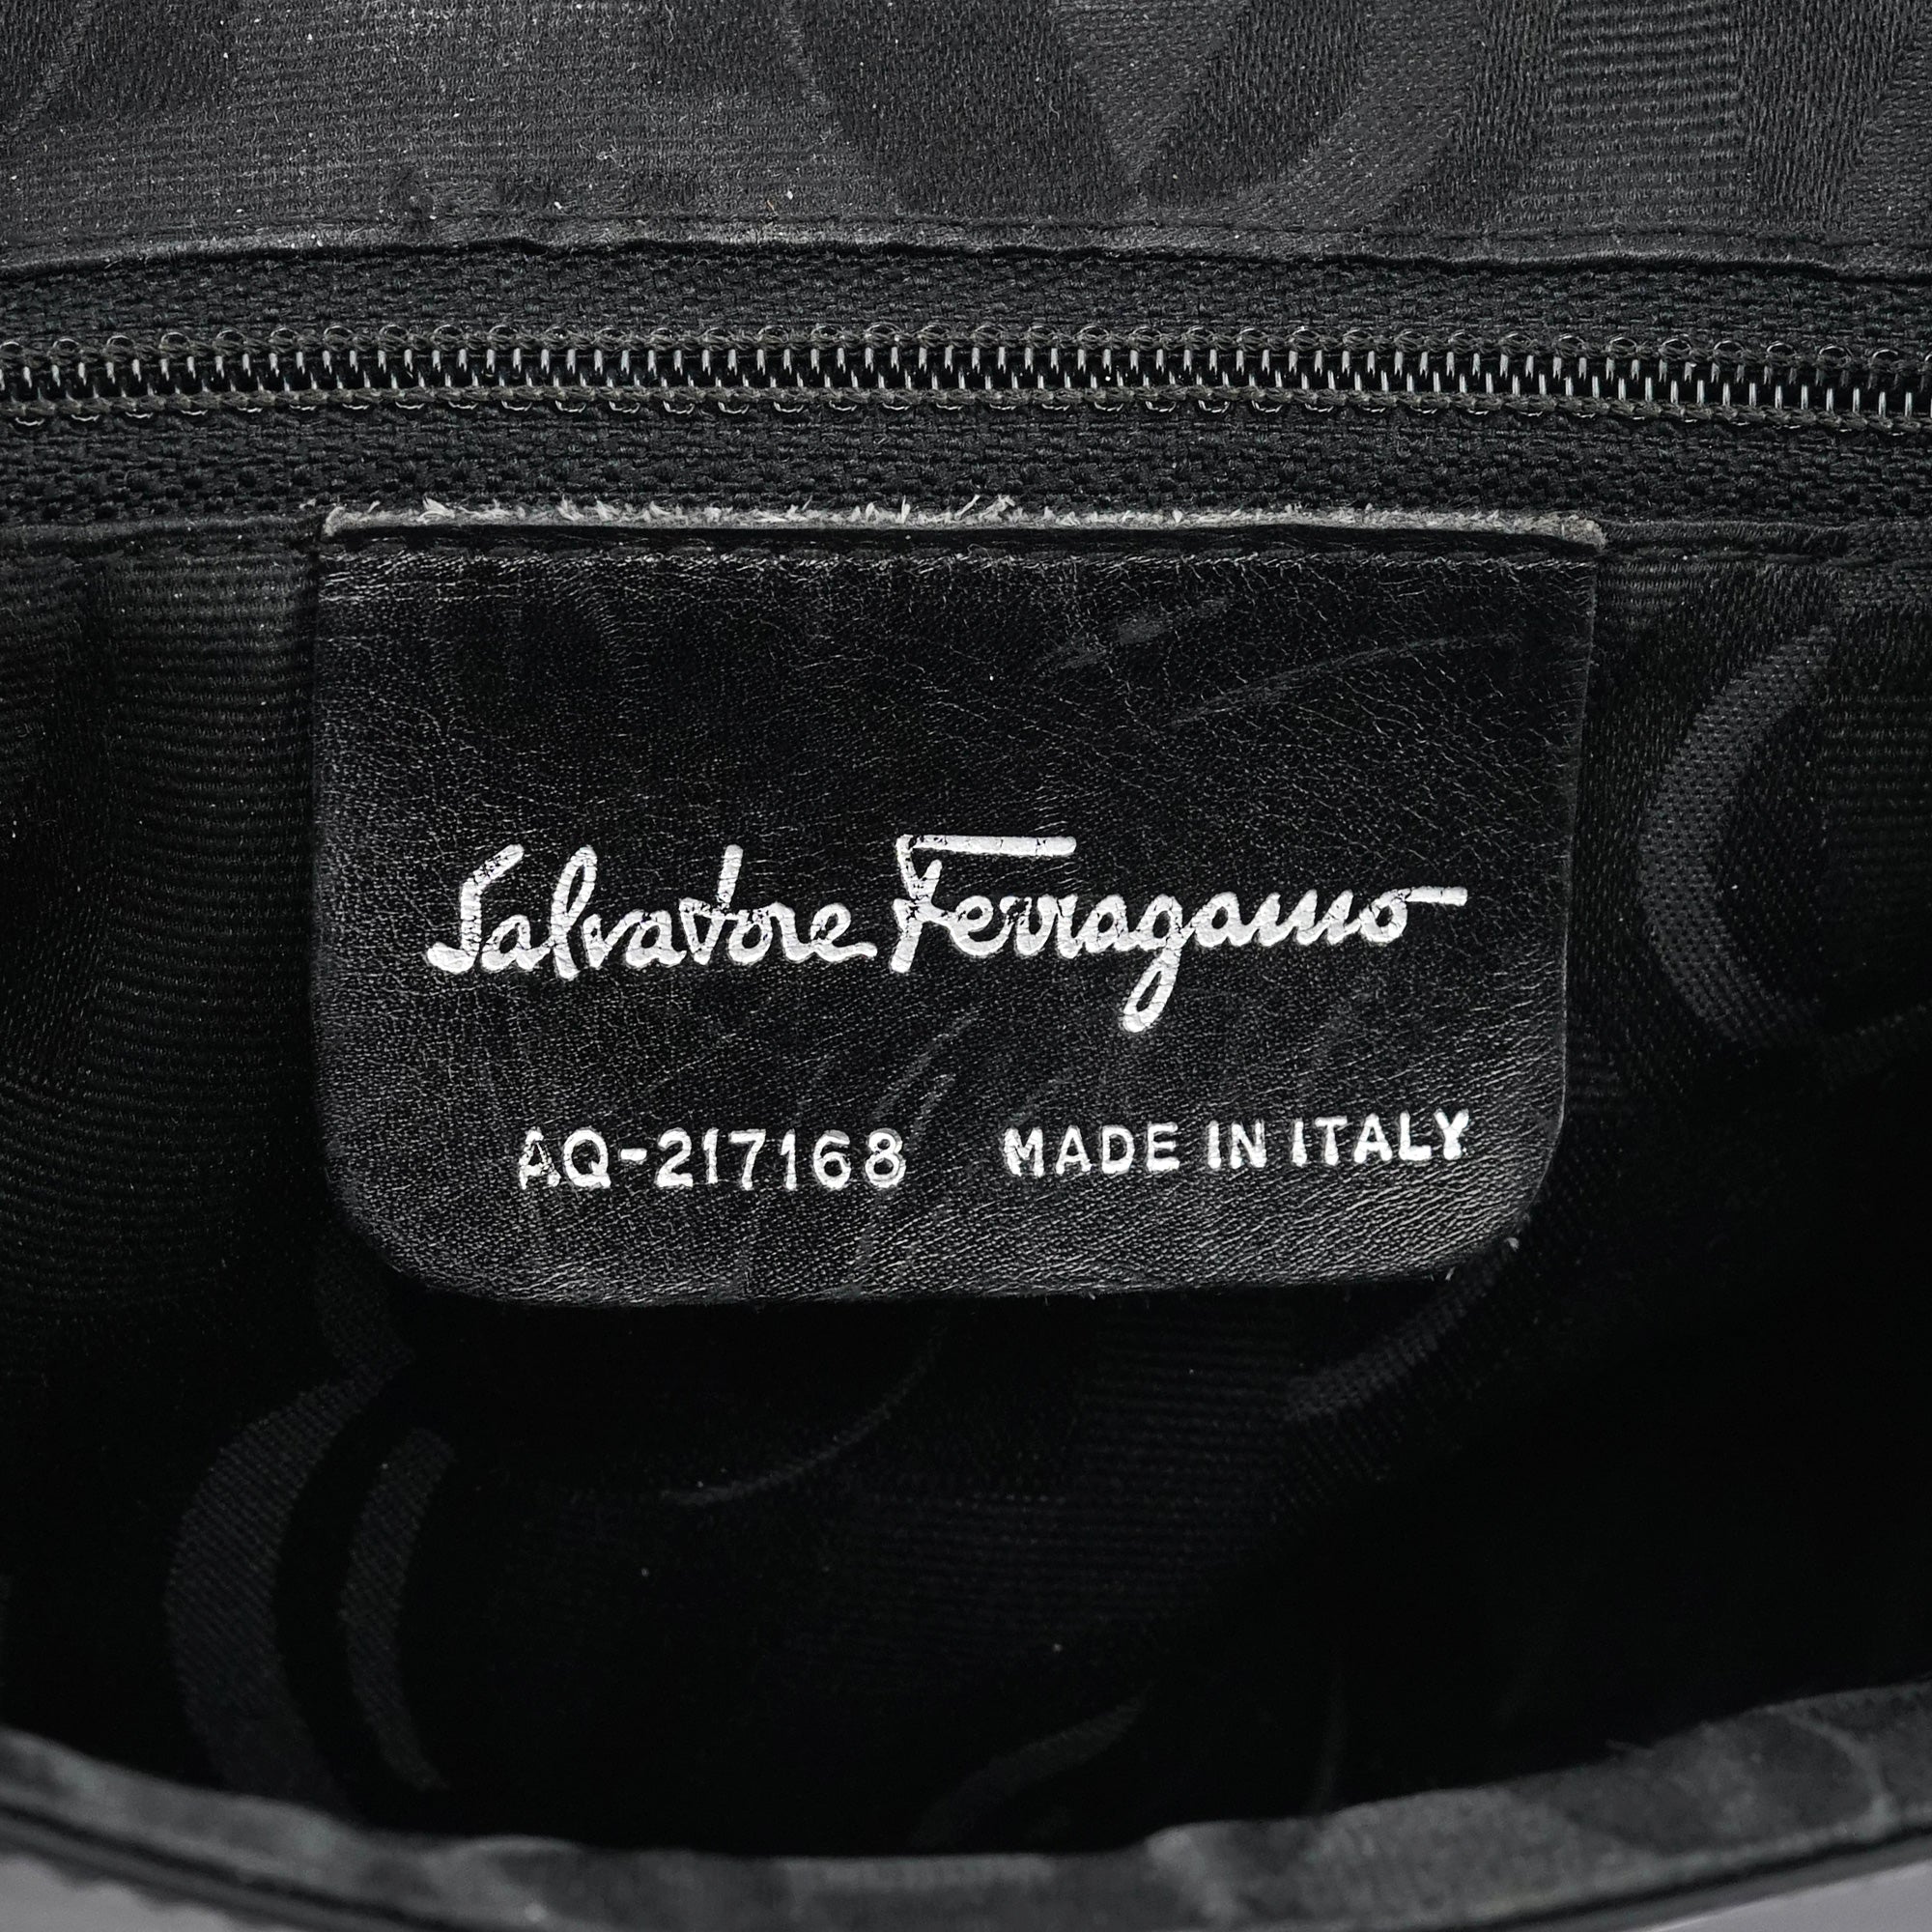 Salvatore Ferragamo
AQ-217168 MADE IN ITALY